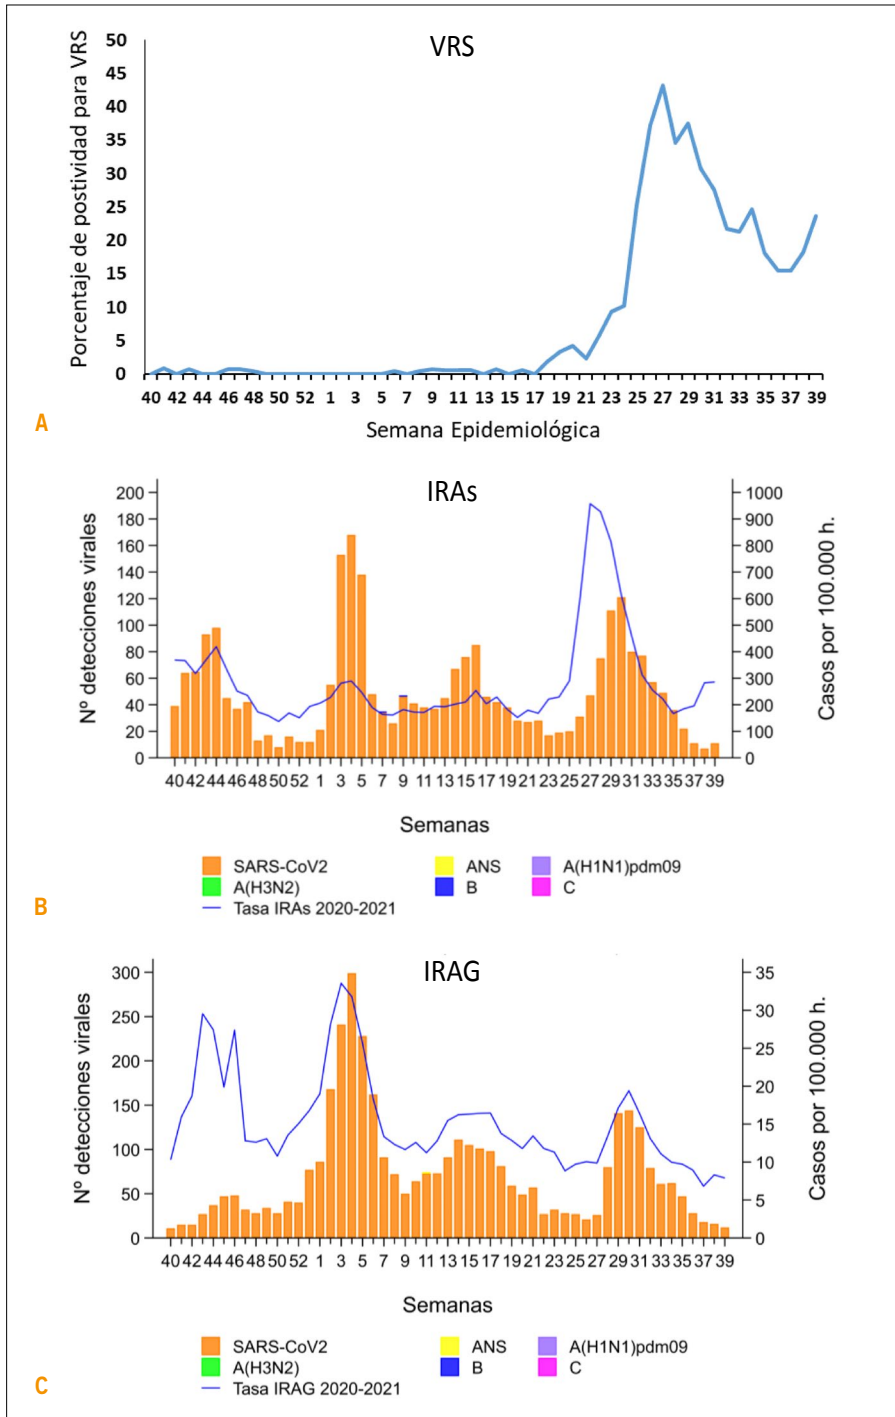 VRS
Porcentaje de postividad para VRS
50
45
40
35
30
25
20
15
10
5
0
40 42 44 46 48 50 52 1 3 5 7 9 11 13 15 17 19 21 23 25 27 29 31 33 35 37 39
Semana Epidemiológica
A
IRAs
Nº detecciones virales
200
180
160
140
120
100
80
60
40
20
0
1000
900
800
700
600
500
400
300
200
100
0
Casos por 100.000 h.
40 42 44 46 48 50 52 1 3 5 7 9 11 13 15 17 19 21 23 25 27 29 31 33 35 37 39
Semanas
SARS-CoV2 ANS A(H1N1)pdm09
A(H3N2) B C
Tasa IRAs 2020-2021
B
IRAG
Nº detecciones virales
300
250
200
150
100
50
0
35
30
25
20
15
10
5
0
Casos por 100.000 h.
40 42 44 46 48 50 52 1 3 5 7 9 11 13 15 17 19 21 23 25 27 29 31 33 35 37 39
Semanas
SARS-CoV2 ANS A(H1N1)pdm09
A(H3N2) B C
Tasa IRAG 2020-2021
C